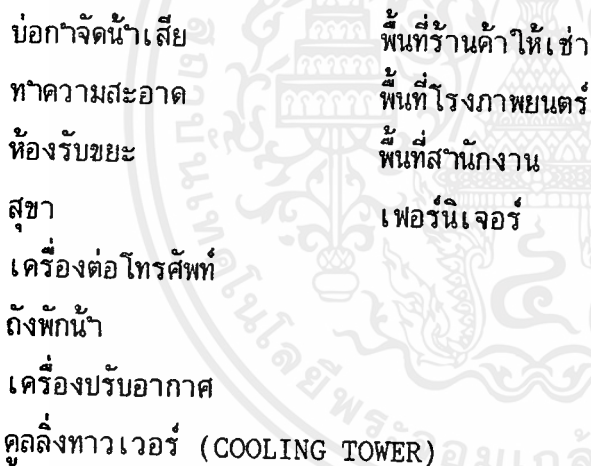 บ่อกำจัดน้ำเสีย
ทำความสะอาด
ห้องรับขยะ
สุขา
เครื่องต่อโทรศัพท์
ถังพักน้ำ
เครื่องปรับอากาศ
คูลลิ่งทาวเวอร์ (COOLING TOWER)
พื้นที่ร้านค้าให้เช่า
พื้นที่โรงภาพยนตร์
พื้นที่สำนักงาน
เฟอร์นิเจอร์